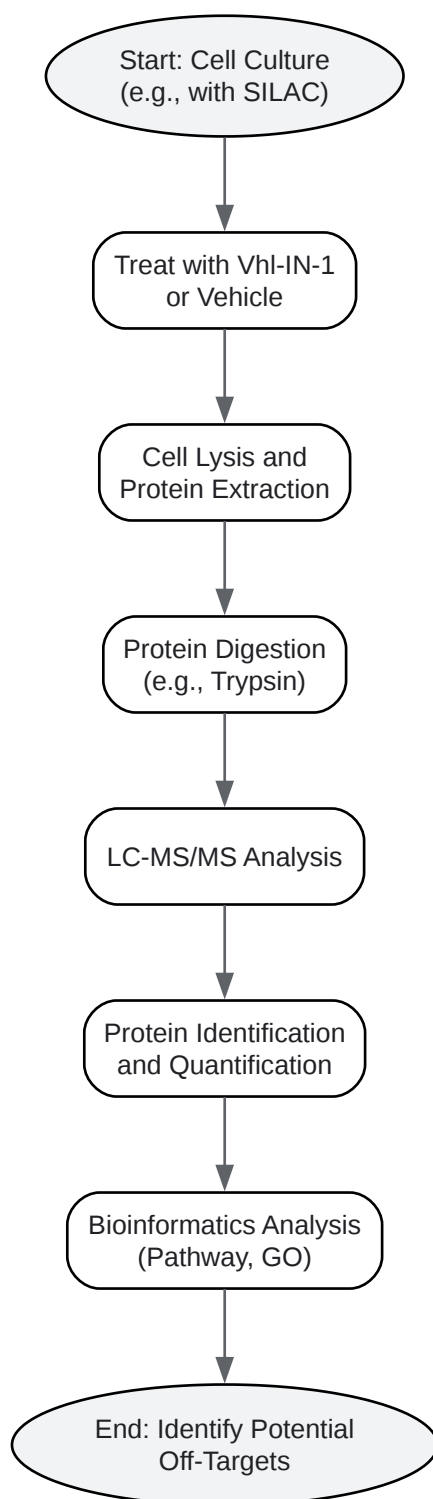 Start: Cell Culture
(e.g., with SILAC)
Treat with Vhl-IN-1
or Vehicle
Cell Lysis and
Protein Extraction
Protein Digestion
(e.g., Trypsin)
LC-MS/MS Analysis
Protein Identification
and Quantification
Bioinformatics Analysis
(Pathway, GO)
End: Identify Potential
Off-Targets